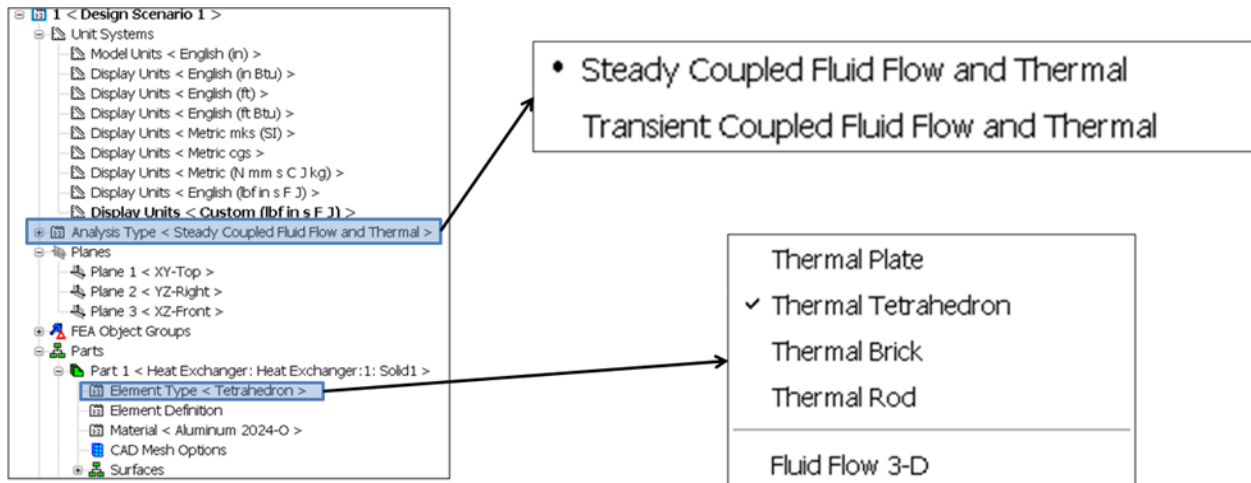 1 < Design Scenario 1 >
Unit Systems
Model Units < English (in) >
Display Units < English (in Btu) >
Display Units < English (ft) >
Display Units < English (ft Btu) >
Display Units < Metric mks (SI) >
Display Units < Metric cgs >
Display Units < Metric (N mm s C J kg) >
Display Units < English (lbf in s F J) >
Display Units < Custom (lbf in s F J) >
Analysis Type < Steady Coupled Fluid Flow and Thermal >
Planes
Plane 1 < XY-Top >
Plane 2 < YZ-Right >
Plane 3 < XZ-Front >
FEA Object Groups
Parts
Part 1 < Heat Exchanger: Heat Exchanger:1: Solid1 >
Element Type < Tetrahedron >
Element Definition
Material < Aluminum 2024-O >
CAD Mesh Options
Surfaces
• Steady Coupled Fluid Flow and Thermal
Transient Coupled Fluid Flow and Thermal
Thermal Plate
✓ Thermal Tetrahedron
Thermal Brick
Thermal Rod
Fluid Flow 3-D